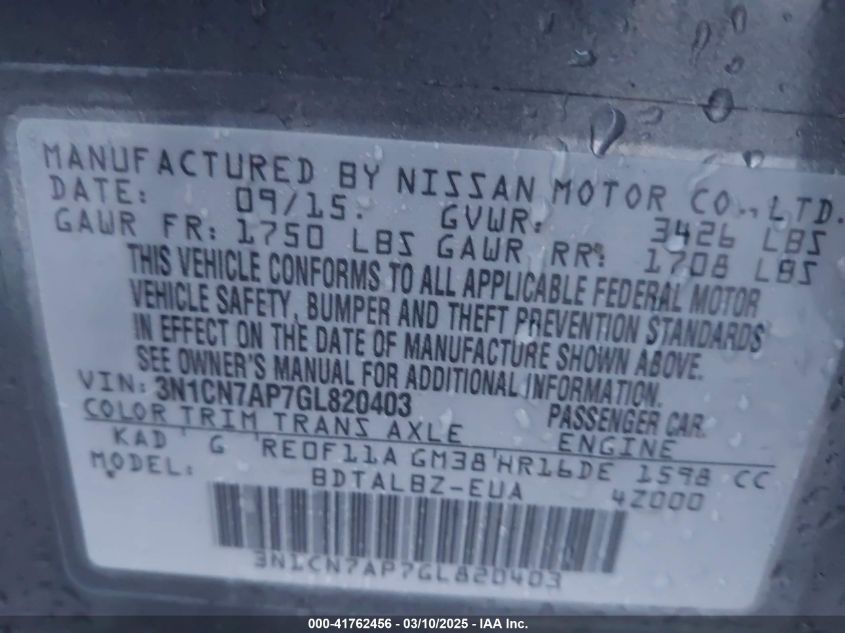 MANUFACTURED BY NISSAN MOTOR CO., LTD.
DATE: 09/15. GVWR: 3426 LBS
GAWR FR: 1750 LBS GAWR RR: 1708 LBS
THIS VEHICLE CONFORMS TO ALL APPLICABLE FEDERAL MOTOR
VEHICLE SAFETY, BUMPER AND THEFT PREVENTION STANDARDS
IN EFFECT ON THE DATE OF MANUFACTURE SHOWN ABOVE.
SEE OWNER'S MANUAL FOR ADDITIONAL INFORMATION.
VIN: 3N1CN7AP7GL820403 PASSENGER CAR
COLOR TRIM TRANS AXLE ENGINE
KAD G RE0F11A GM38 HR16DE 1598 CC
MODEL: BDTALBZ-EUA 4Z000
3N1CN7AP7GL820403
000-41762456 – 03/10/2025 - IAA Inc.